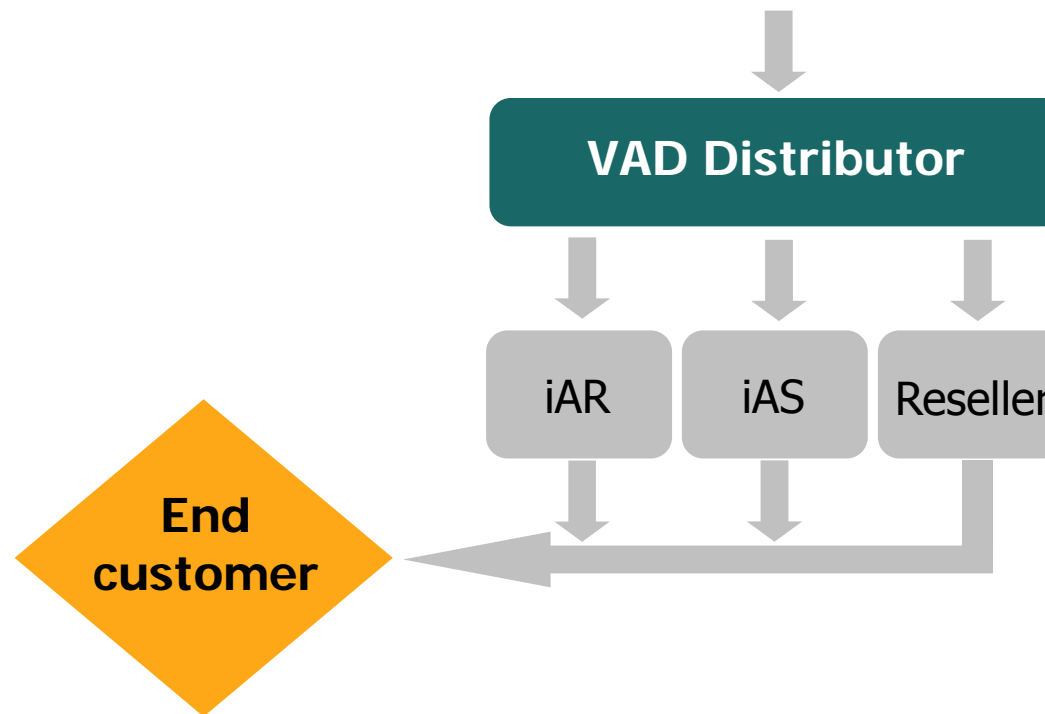 VAD Distributor
iAR
iAS
Reseller
End
customer